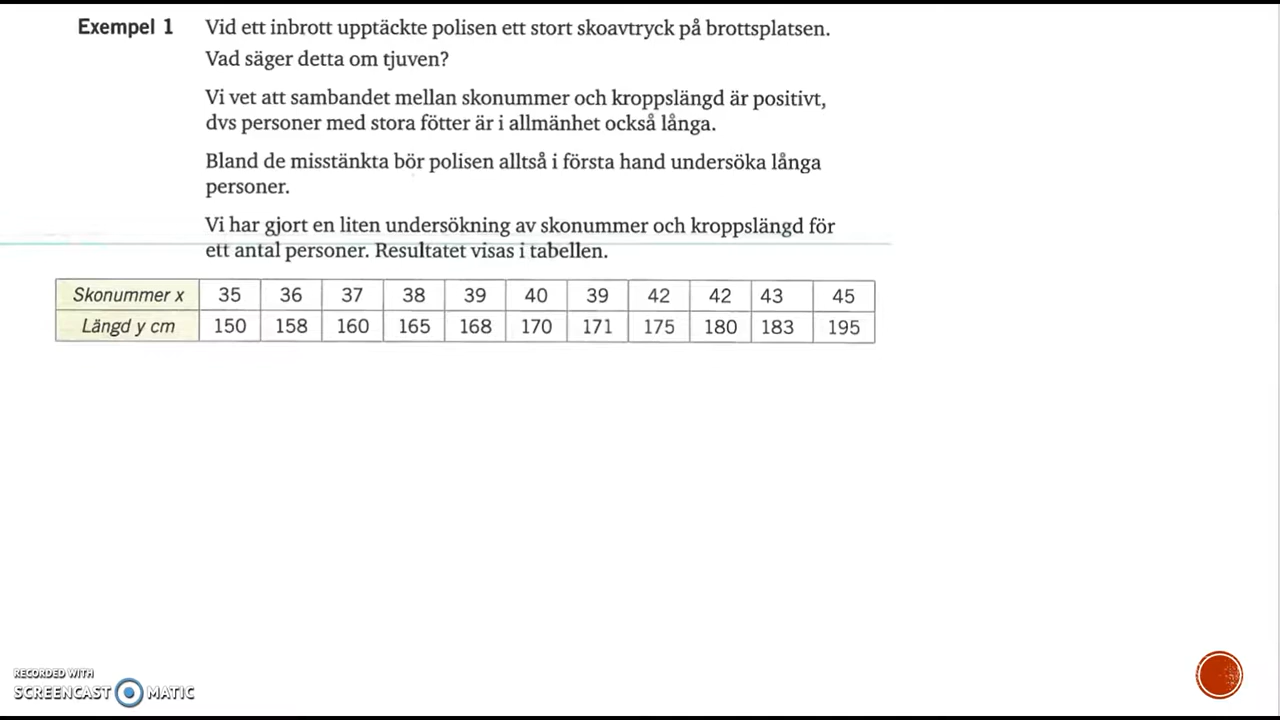 Exempel 1 Vid ett inbrott upptäckte polisen ett stort skoavtryck på brottsplatsen.
Vad säger detta om tjuven?
Vi vet att sambandet mellan skonummer och kroppslängd är positivt,
dvs personer med stora fötter är i allmänhet också långa.
Bland de misstänkta bör polisen alltså i första hand undersöka långa
personer.
Vi har gjort en liten undersökning av skonummer och kroppslängd för
ett antal personer. Resultatet visas i tabellen.
Skonummer x 35 36 37 38 39 40 39 42 42 43 45
Längd y cm 150 158 160 165 168 170 171 175 180 183 195
RECORDED WITH
SCREENCAST MATIC